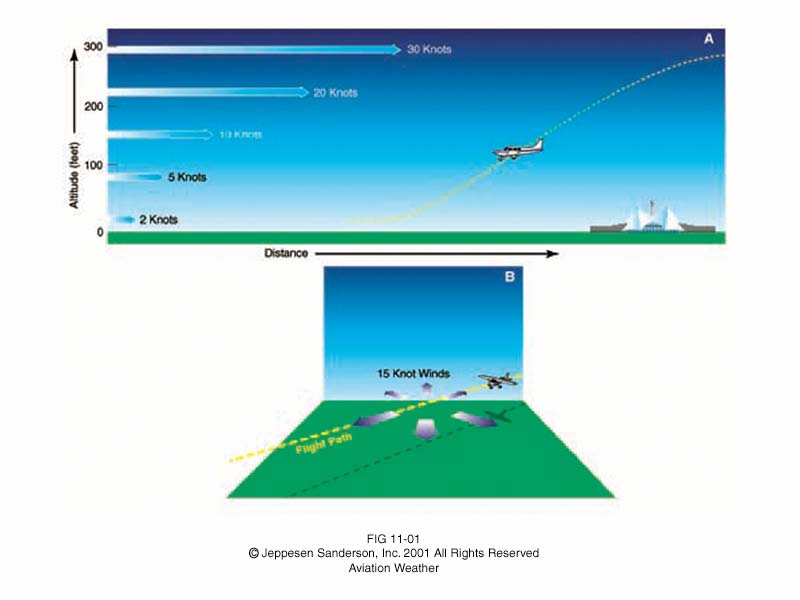 A
300
30 Knots
20 Knots
200
10 Knots
Altitude (feet)
100
5 Knots
2 Knots
0
Distance
B
15 Knot Winds
Flight Path
FIG 11-01
© Jeppesen Sanderson, Inc. 2001 All Rights Reserved
Aviation Weather